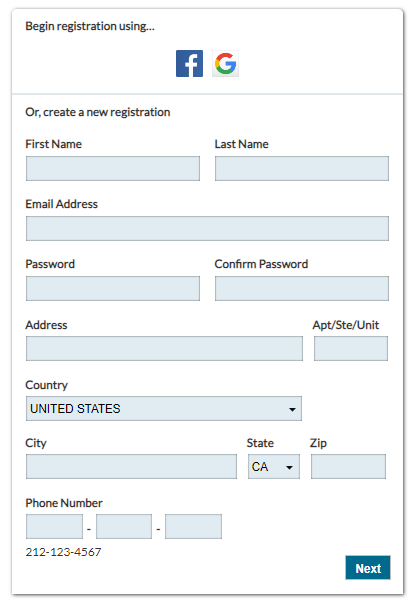 Begin registration using...
Or, create a new registration
First Name Last Name
Email Address
Password Confirm Password
Address Apt/Ste/Unit
Country
UNITED STATES
City State Zip
CA
Phone Number
- -
212-123-4567
Next